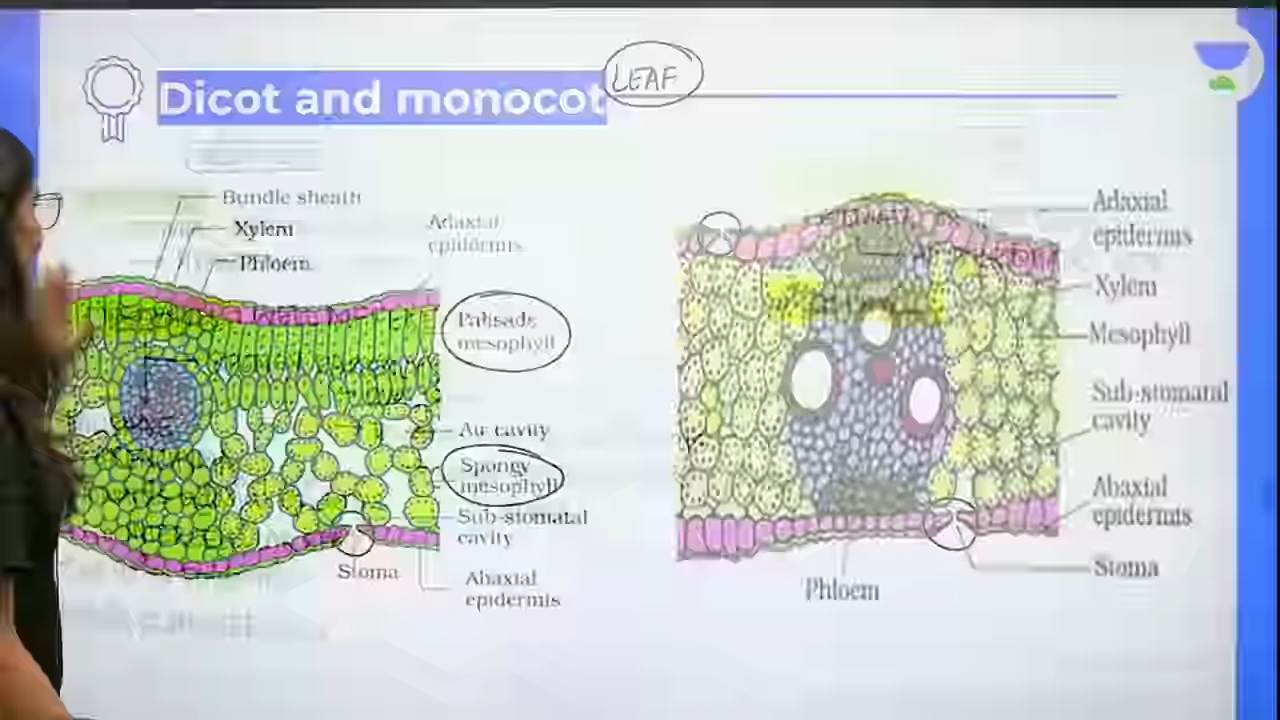 Dicot and monocot
LEAF
Bundle sheath
Xylem
Phloem
Adaxial
epidermis
Palisade
mesophyll
Air cavity
Spongy
mesophyll
Sub-stomatal
cavity
Stoma
Abaxial
epidermis
Adaxial
epidermis
Xylem
Mesophyll
Sub-stomatal
cavity
Abaxial
epidermis
Stoma
Phloem